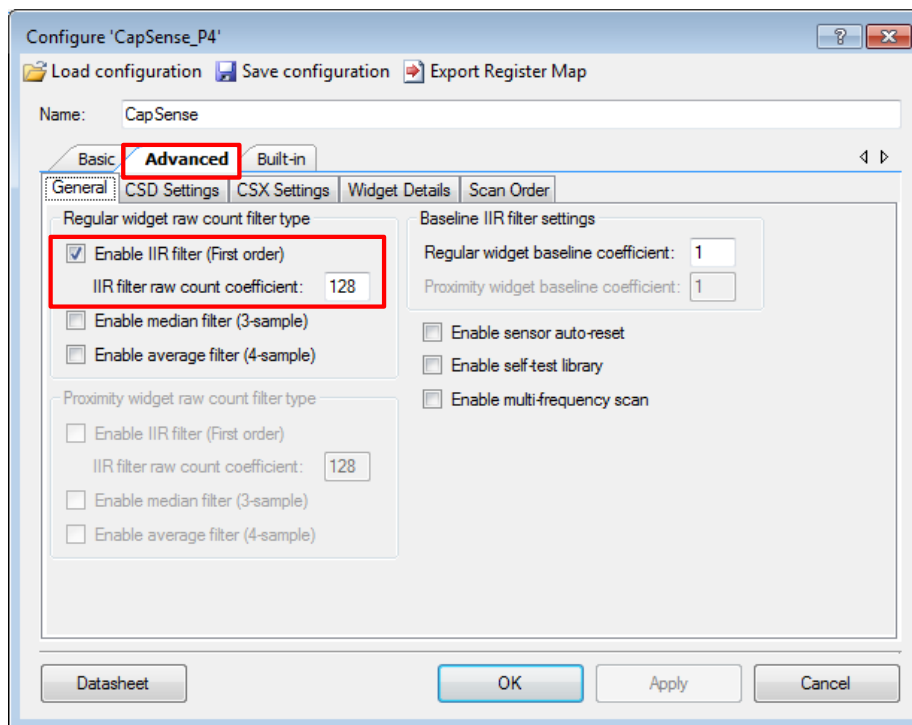 Configure 'CapSense_P4'
Load configuration Save configuration Export Register Map
Name: CapSense
Basic Advanced Built-in
General CSD Settings CSX Settings Widget Details Scan Order
Regular widget raw count filter type
Enable IIR filter (First order)
IIR filter raw count coefficient: 128
Enable median filter (3-sample)
Enable average filter (4-sample)
Proximity widget raw count filter type
Enable IIR filter (First order)
IIR filter raw count coefficient: 128
Enable median filter (3-sample)
Enable average filter (4-sample)
Baseline IIR filter settings
Regular widget baseline coefficient: 1
Proximity widget baseline coefficient: 1
Enable sensor auto-reset
Enable self-test library
Enable multi-frequency scan
Datasheet OK Apply Cancel